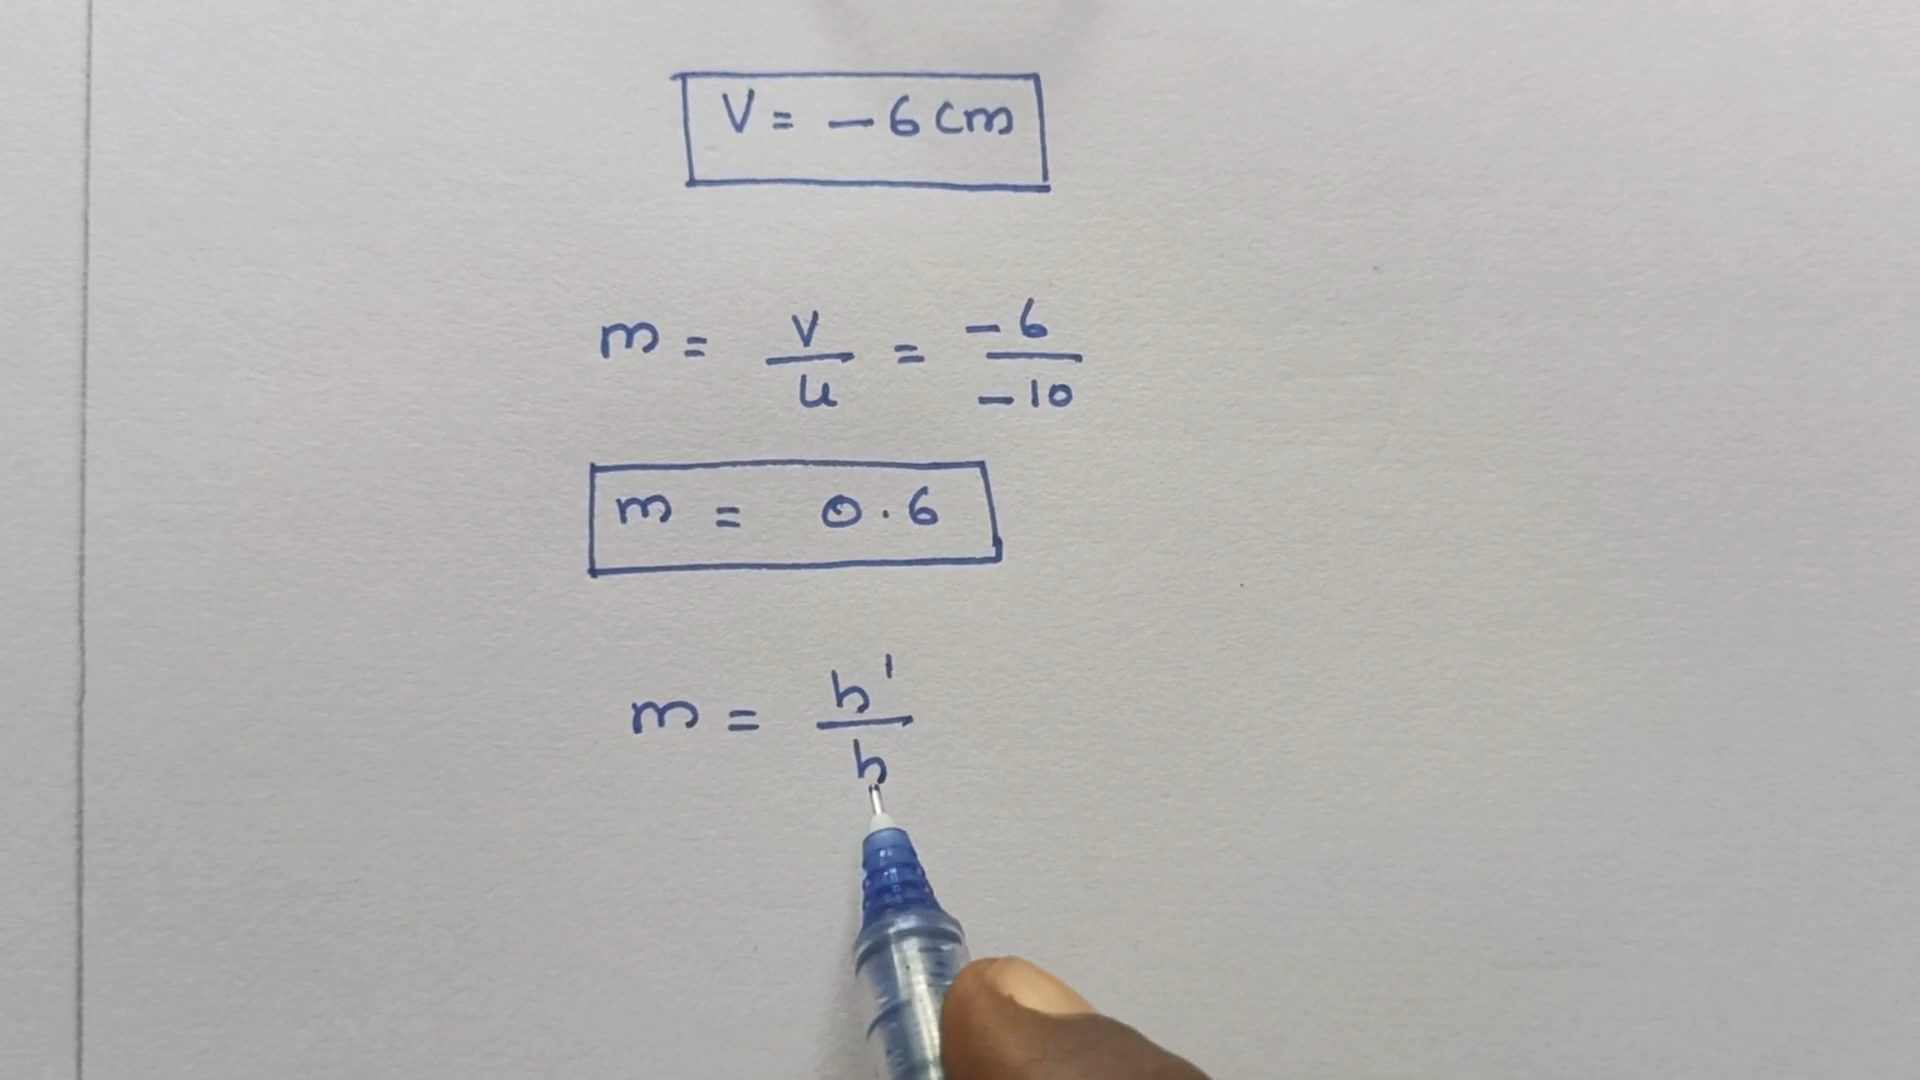 V = - 6 cm
m = V/u = -6/-10
m = 0.6
m = h'/h